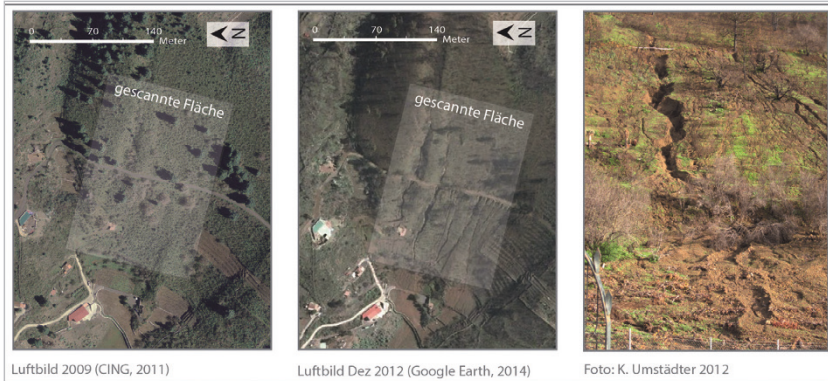 0 70 140
Meter
N
gescannte Fläche
0 70 140
Meter
N
gescannte Fläche
Luftbild 2009 (CING, 2011)
Luftbild Dez 2012 (Google Earth, 2014)
Foto: K. Umstädter 2012